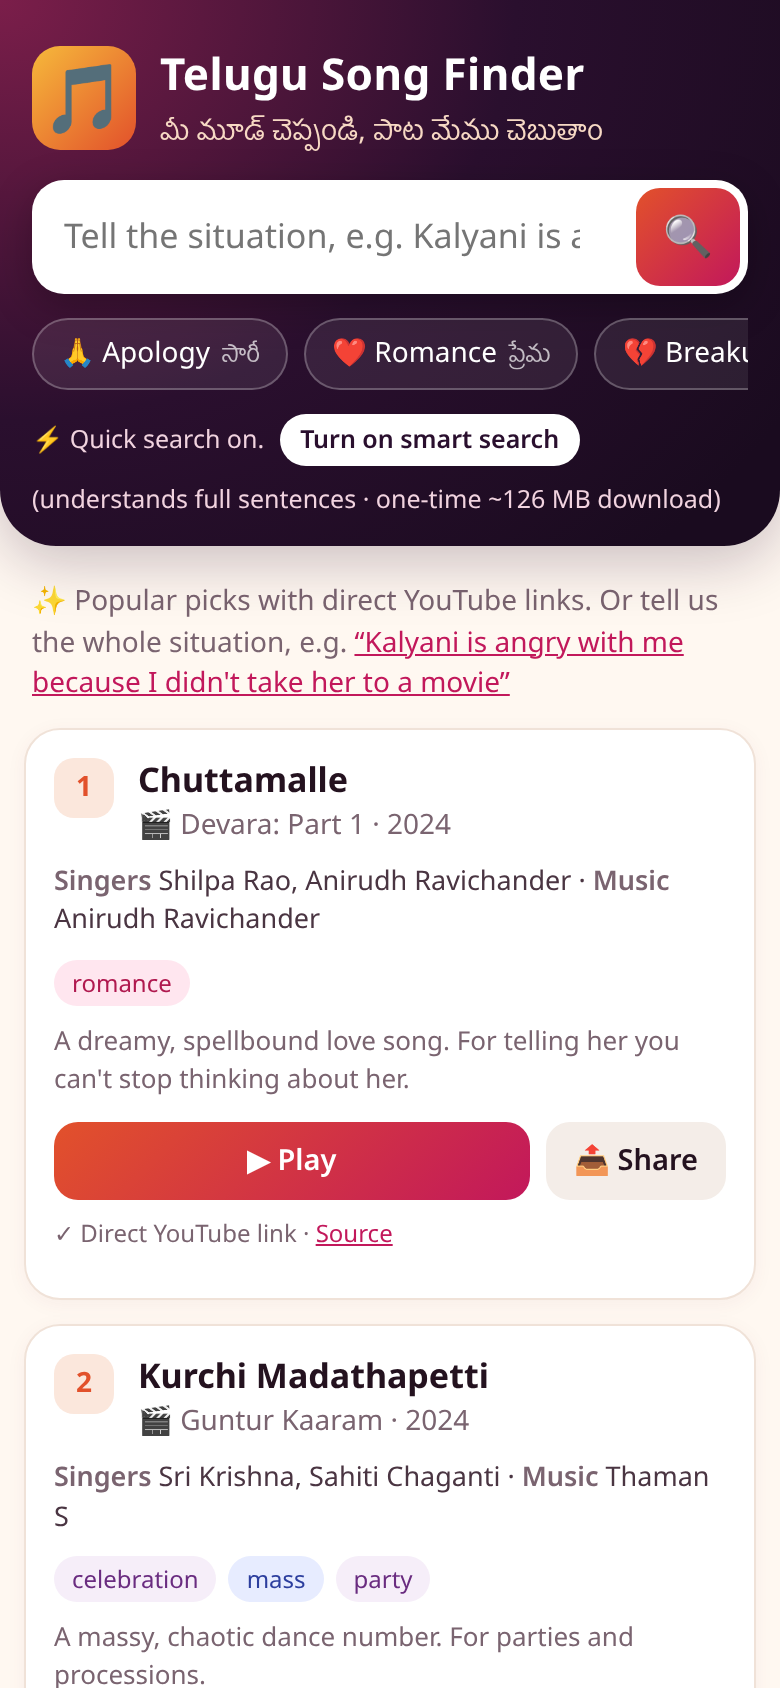 Telugu Song Finder
మీ మూడ్ చెప్పండి, పాట మేము చెబుతాం
Tell the situation, e.g. Kalyani is a
🙏 Apology సారీ ❤️ Romance ప్రేమ 💔 Breaku
⚡ Quick search on. Turn on smart search
(understands full sentences · one-time ~126 MB download)
✨ Popular picks with direct YouTube links. Or tell us
the whole situation, e.g. “Kalyani is angry with me
because I didn't take her to a movie”
1 Chuttamalle
🎬 Devara: Part 1 · 2024
Singers Shilpa Rao, Anirudh Ravichander · Music
Anirudh Ravichander
romance
A dreamy, spellbound love song. For telling her you
can't stop thinking about her.
▶ Play 📤 Share
✓ Direct YouTube link · Source
2 Kurchi Madathapetti
🎬 Guntur Kaaram · 2024
Singers Sri Krishna, Sahiti Chaganti · Music Thaman
S
celebration mass party
A massy, chaotic dance number. For parties and
processions.